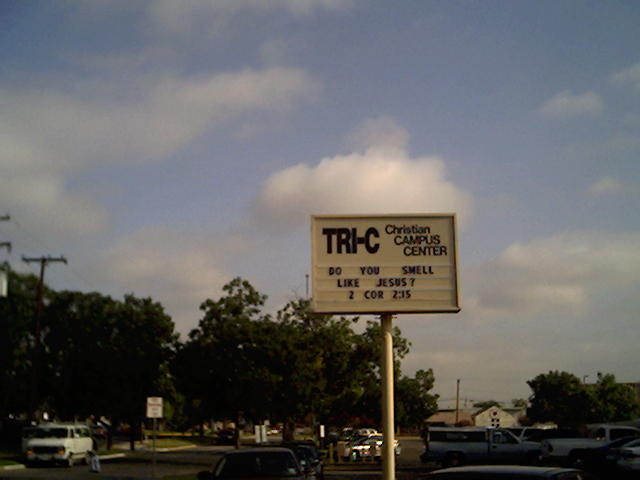 TRI-C Christian
CAMPUS
CENTER
DO YOU SMELL
LIKE JESUS?
2 COR 2:15